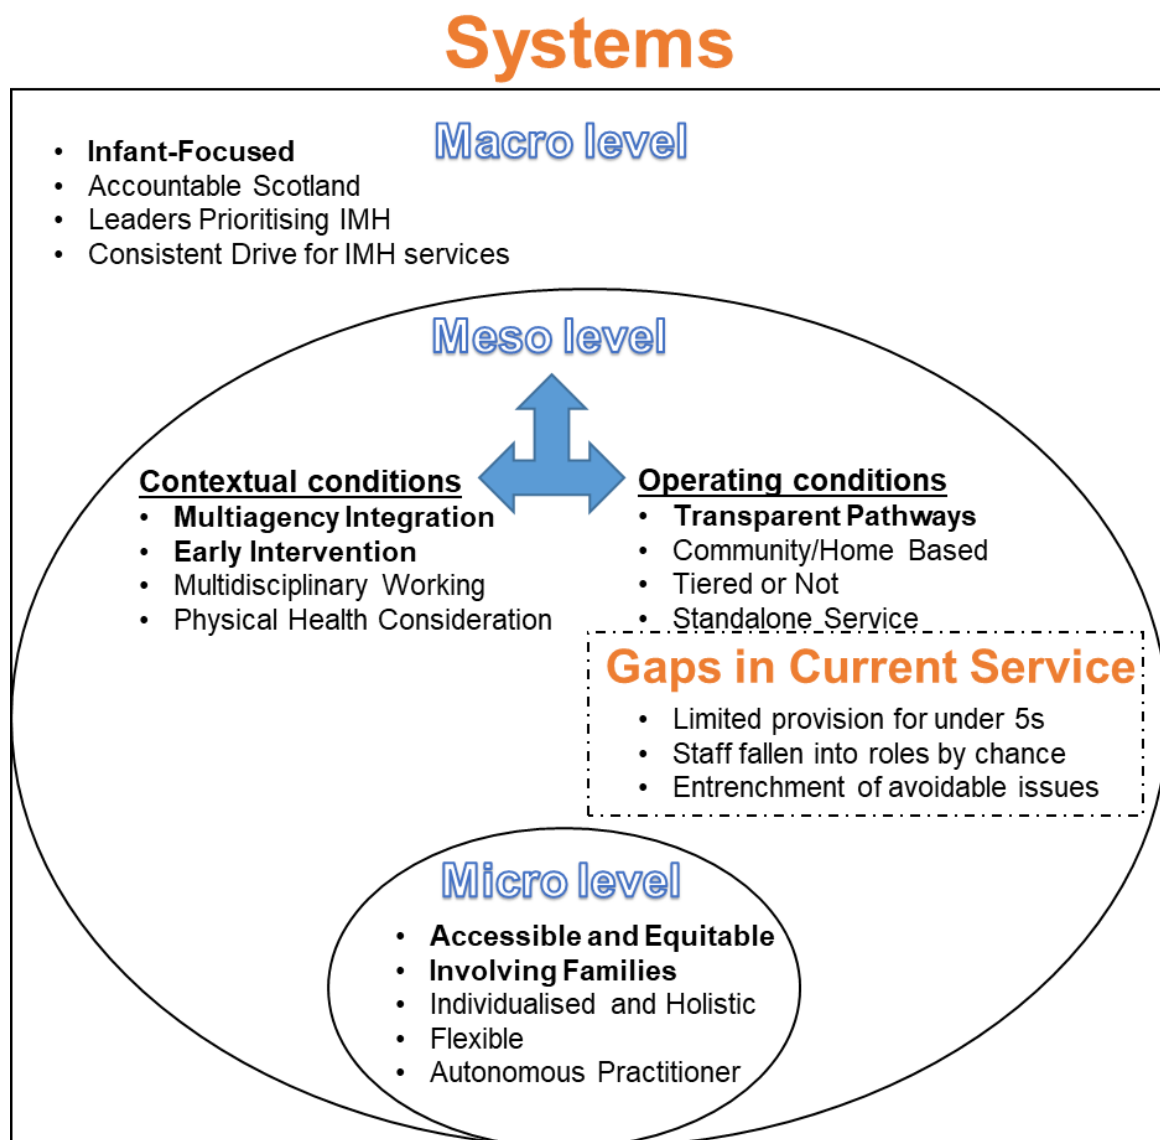 Systems
Macro level
• Infant-Focused
• Accountable Scotland
• Leaders Prioritising IMH
• Consistent Drive for IMH services
Meso level
Contextual conditions
• Multiagency Integration
• Early Intervention
• Multidisciplinary Working
• Physical Health Consideration
Operating conditions
• Transparent Pathways
• Community/Home Based
• Tiered or Not
• Standalone Service
Gaps in Current Service
• Limited provision for under 5s
• Staff fallen into roles by chance
• Entrenchment of avoidable issues
Micro level
• Accessible and Equitable
• Involving Families
• Individualised and Holistic
• Flexible
• Autonomous Practitioner